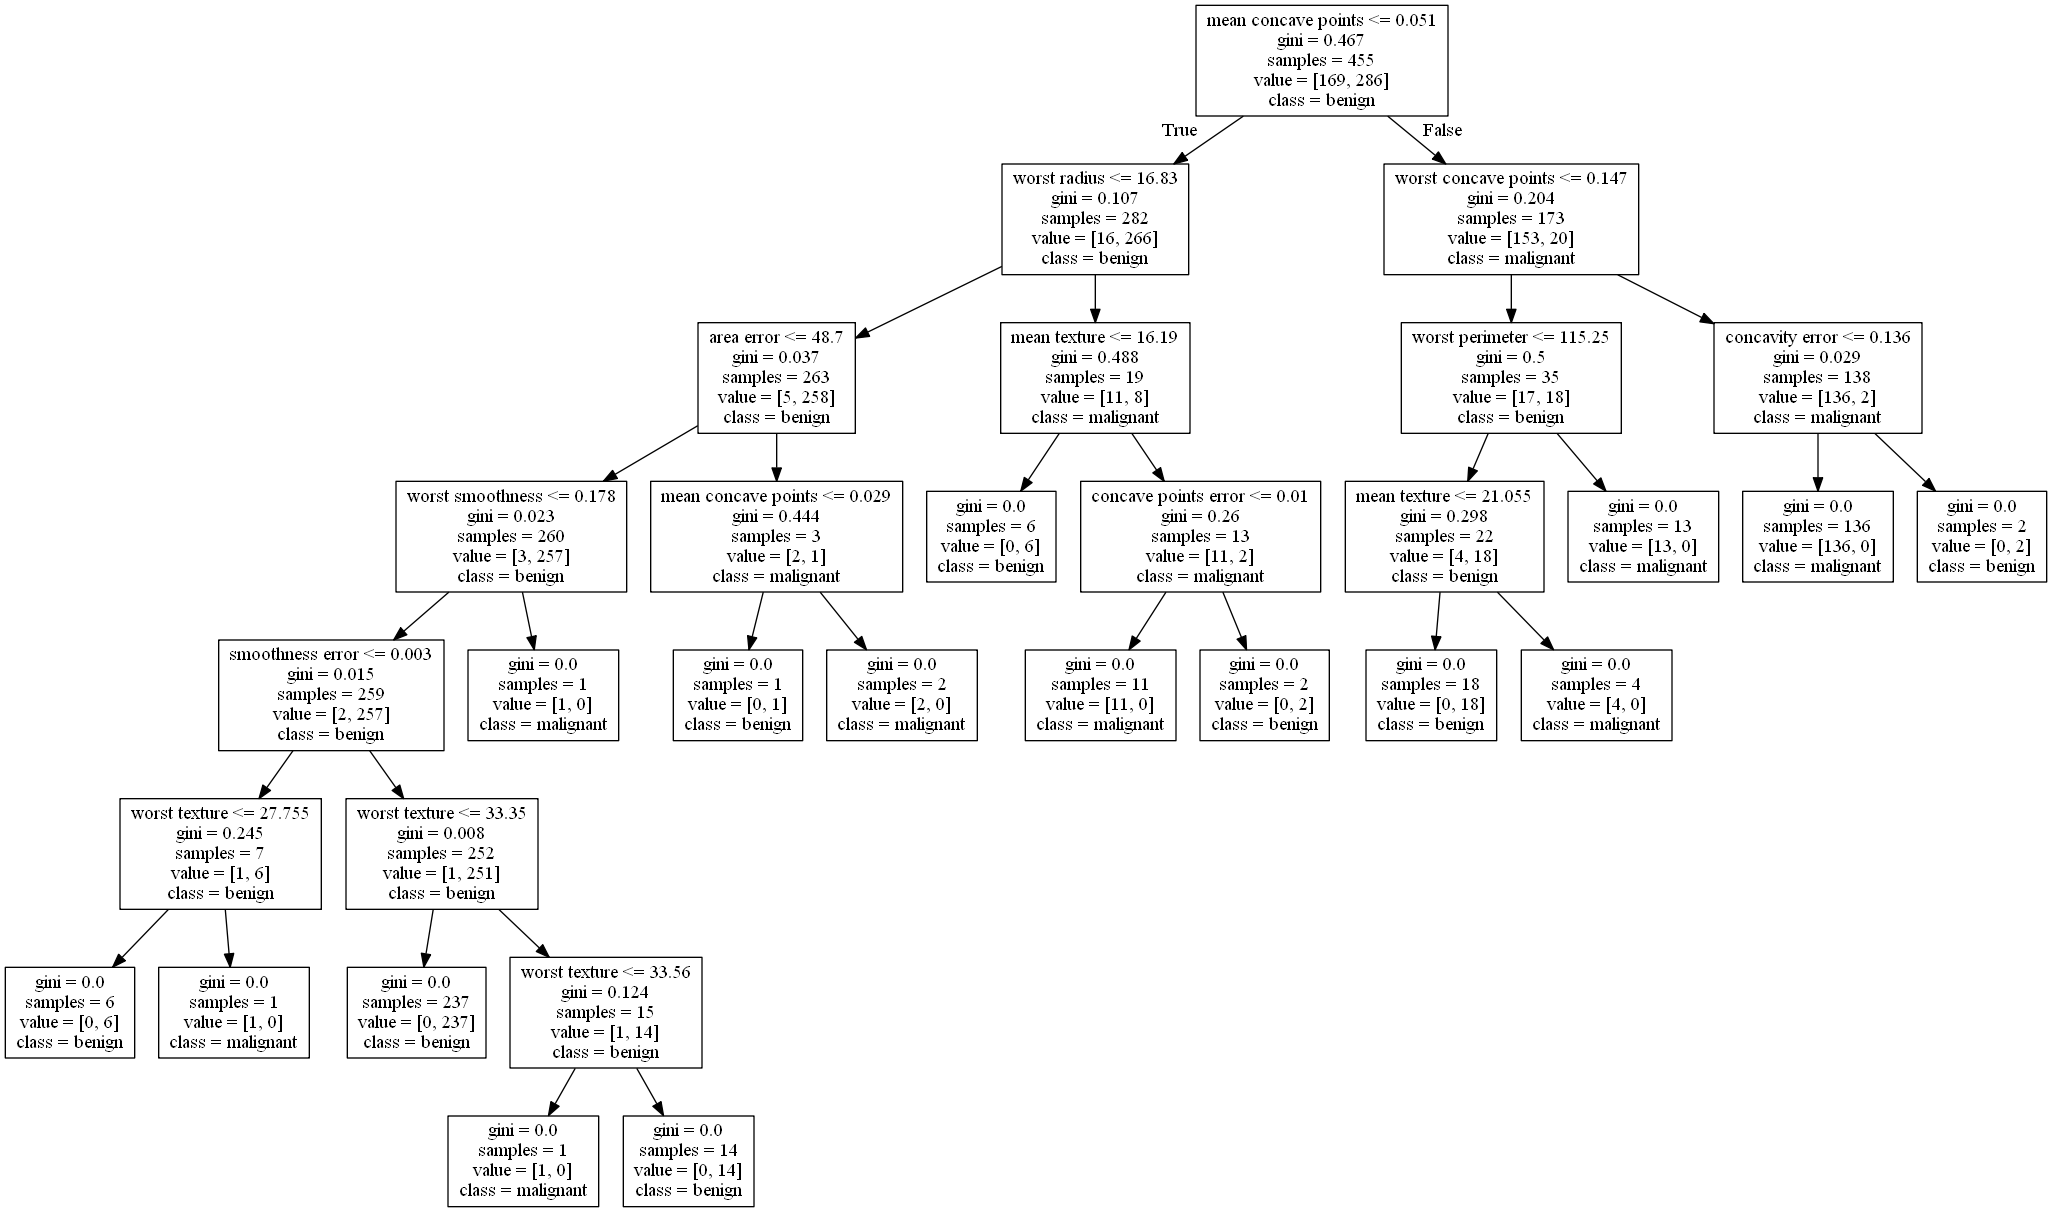 mean concave points <= 0.051
gini = 0.467
samples = 455
value = [169, 286]
class = benign
True
False
worst radius <= 16.83
gini = 0.107
samples = 282
value = [16, 266]
class = benign
worst concave points <= 0.147
gini = 0.204
samples = 173
value = [153, 20]
class = malignant
area error <= 48.7
gini = 0.037
samples = 263
value = [5, 258]
class = benign
mean texture <= 16.19
gini = 0.488
samples = 19
value = [11, 8]
class = malignant
worst perimeter <= 115.25
gini = 0.5
samples = 35
value = [17, 18]
class = benign
concavity error <= 0.136
gini = 0.029
samples = 138
value = [136, 2]
class = malignant
worst smoothness <= 0.178
gini = 0.023
samples = 260
value = [3, 257]
class = benign
mean concave points <= 0.029
gini = 0.444
samples = 3
value = [2, 1]
class = malignant
gini = 0.0
samples = 6
value = [0, 6]
class = benign
concave points error <= 0.01
gini = 0.26
samples = 13
value = [11, 2]
class = malignant
mean texture <= 21.055
gini = 0.298
samples = 22
value = [4, 18]
class = benign
gini = 0.0
samples = 13
value = [13, 0]
class = malignant
gini = 0.0
samples = 136
value = [136, 0]
class = malignant
gini = 0.0
samples = 2
value = [0, 2]
class = benign
smoothness error <= 0.003
gini = 0.015
samples = 259
value = [2, 257]
class = benign
gini = 0.0
samples = 1
value = [1, 0]
class = malignant
gini = 0.0
samples = 1
value = [0, 1]
class = benign
gini = 0.0
samples = 2
value = [2, 0]
class = malignant
gini = 0.0
samples = 11
value = [11, 0]
class = malignant
gini = 0.0
samples = 2
value = [0, 2]
class = benign
gini = 0.0
samples = 18
value = [0, 18]
class = benign
gini = 0.0
samples = 4
value = [4, 0]
class = malignant
worst texture <= 27.755
gini = 0.245
samples = 7
value = [1, 6]
class = benign
worst texture <= 33.35
gini = 0.008
samples = 252
value = [1, 251]
class = benign
gini = 0.0
samples = 6
value = [0, 6]
class = benign
gini = 0.0
samples = 1
value = [1, 0]
class = malignant
gini = 0.0
samples = 237
value = [0, 237]
class = benign
worst texture <= 33.56
gini = 0.124
samples = 15
value = [1, 14]
class = benign
gini = 0.0
samples = 1
value = [1, 0]
class = malignant
gini = 0.0
samples = 14
value = [0, 14]
class = benign